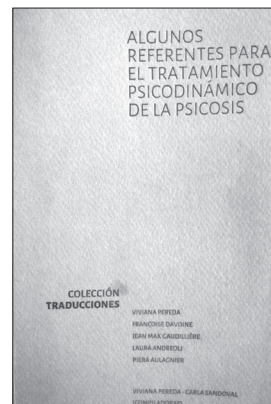 ALGUNOS
REFERENTES PARA
EL TRATAMIENTO
PSICODINÁMICO
DE LA PSICOSIS
COLECCIÓN
TRADUCCIONES
VIVIANA PEREDA
FRANÇOISE DAVOINE
JEAN MAX GAUDILLIÈRE
LAURA ANDREOLI
PIERA AULAGNIER
VIVIANA PEREDA - CARLA SANDOVAL